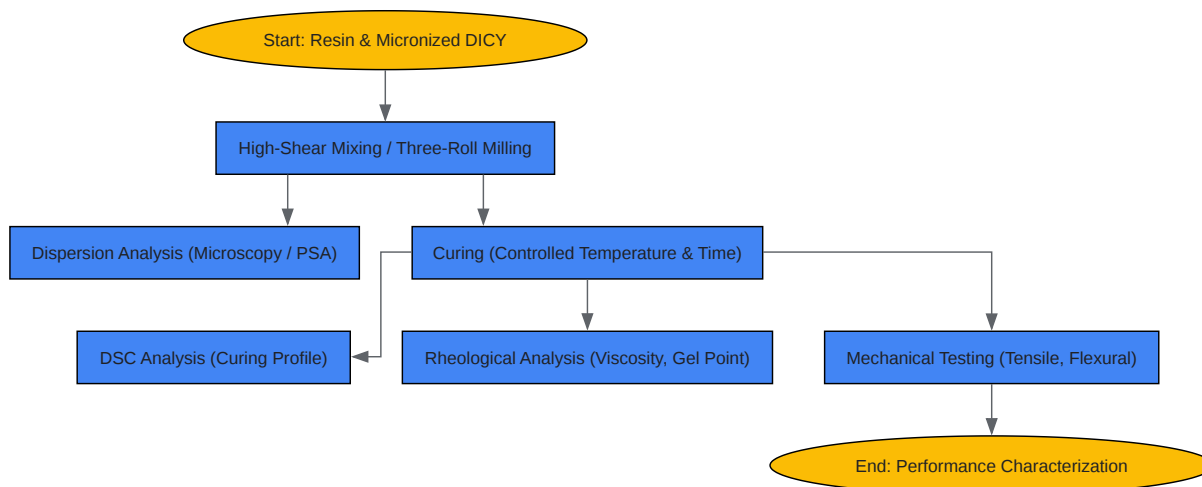 Start: Resin & Micronized DICY
High-Shear Mixing / Three-Roll Milling
Dispersion Analysis (Microscopy / PSA)
Curing (Controlled Temperature & Time)
DSC Analysis (Curing Profile)
Rheological Analysis (Viscosity, Gel Point)
Mechanical Testing (Tensile, Flexural)
End: Performance Characterization